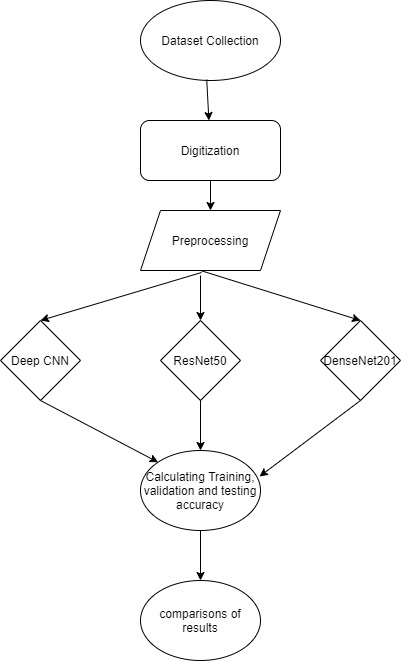 Dataset Collection
Digitization
Preprocessing
Deep CNN
ResNet50
DenseNet201
Calculating Training,
validation and testing
accuracy
comparisons of
results